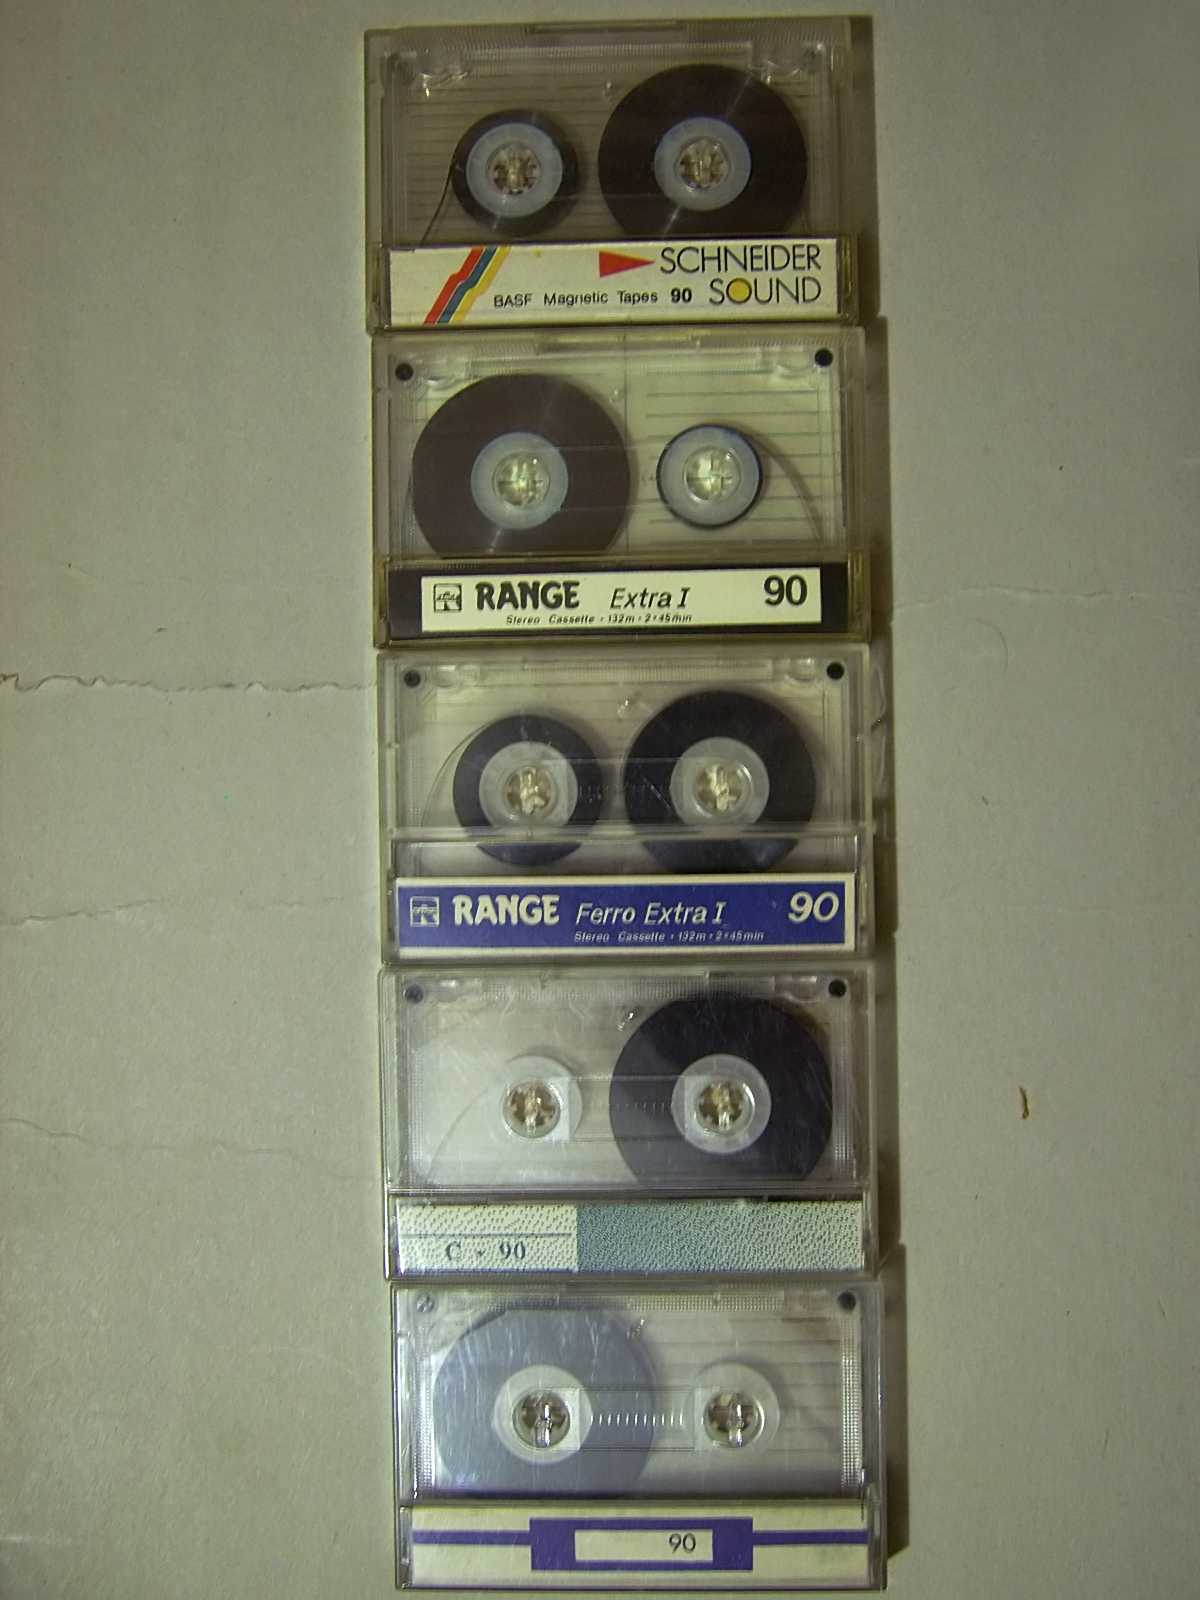 SCHNEIDER
BASF Magnetic Tapes 90 SOUND
R RANGE Extra I 90
Stereo Cassette • 132m • 2×45min
R RANGE Ferro Extra I 90
Stereo Cassette • 132m • 2×45min
C - 90
90